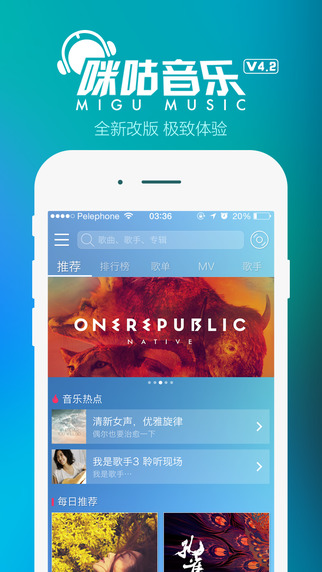 咪咕音乐 V4.2
MIGU MUSIC
全新改版 极致体验
Pelephone 03:36 20%
歌曲、歌手、专辑
推荐 排行榜 歌单 MV 歌手
ONEREPUBLIC
NATIVE
音乐热点
清新女声，优雅旋律
偶尔也要治愈一下
我是歌手3 聆听现场
我是歌手…
每日推荐
孔雀